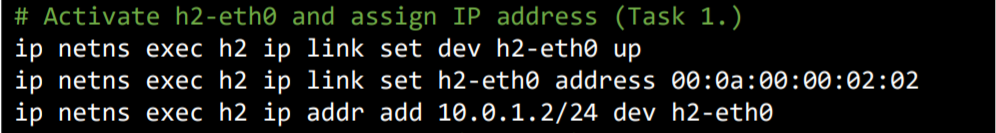 # Activate h2-eth0 and assign IP address (Task 1.)
ip netns exec h2 ip link set dev h2-eth0 up
ip netns exec h2 ip link set h2-eth0 address 00:0a:00:00:02:02
ip netns exec h2 ip addr add 10.0.1.2/24 dev h2-eth0